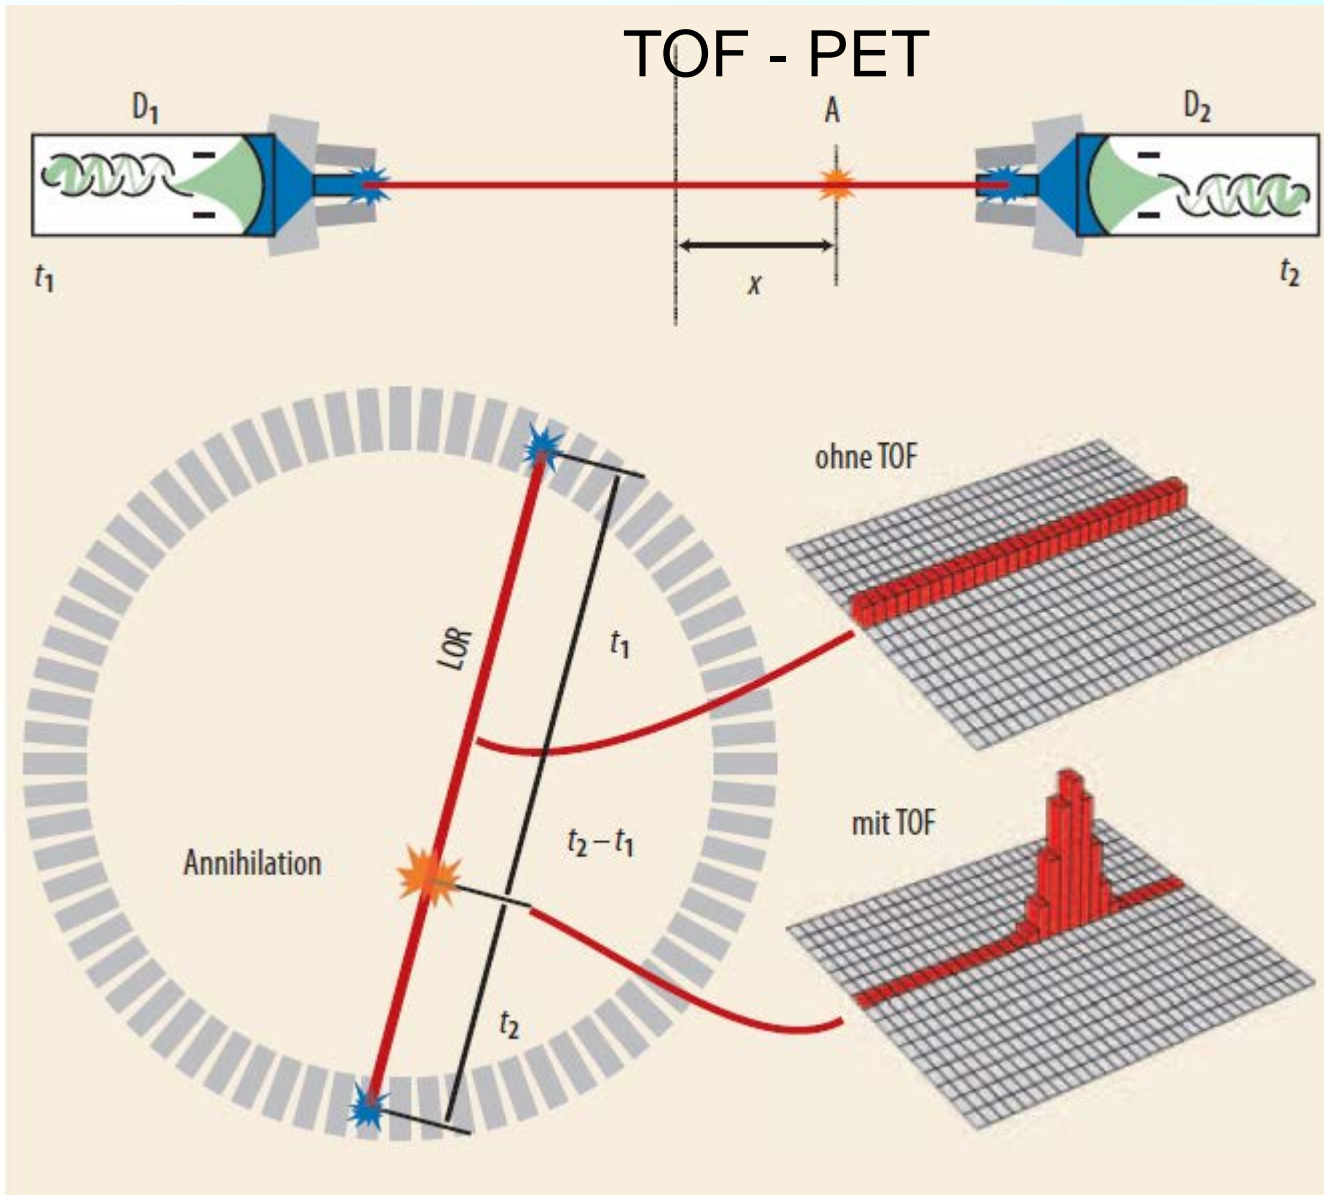 TOF - PET
D1
A
D2
t1
x
t2
ohne TOF
LOR
t1
mit TOF
t2 – t1
Annihilation
t2